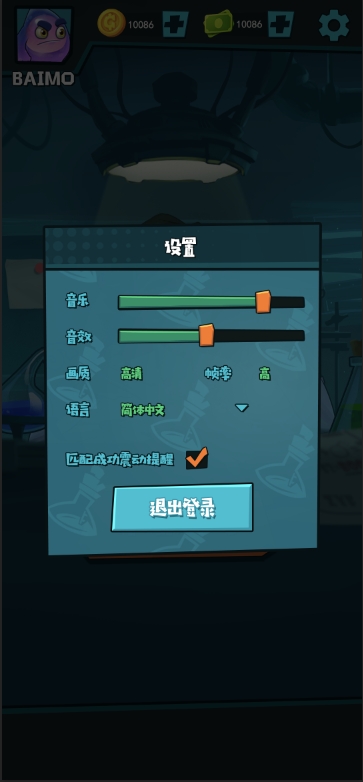 10086 10086
BAIMO
设置
音乐
音效
画质 高清 帧率 高
语言 简体中文
匹配成功震动提醒
退出登录